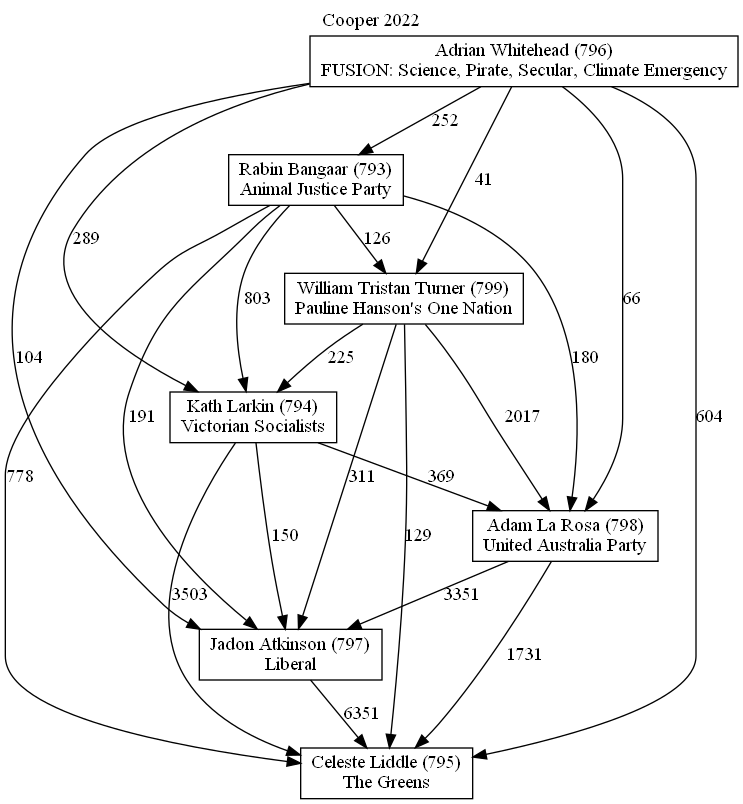 Cooper 2022
Adrian Whitehead (796)
FUSION: Science, Pirate, Secular, Climate Emergency
252
Rabin Bangaar (793)
Animal Justice Party
41
289
126
William Tristan Turner (799)
Pauline Hanson's One Nation
803
66
104
180
225
Kath Larkin (794)
Victorian Socialists
191
2017
604
778
311
369
Adam La Rosa (798)
United Australia Party
150
129
3503
3351
Jadon Atkinson (797)
Liberal
1731
6351
Celeste Liddle (795)
The Greens